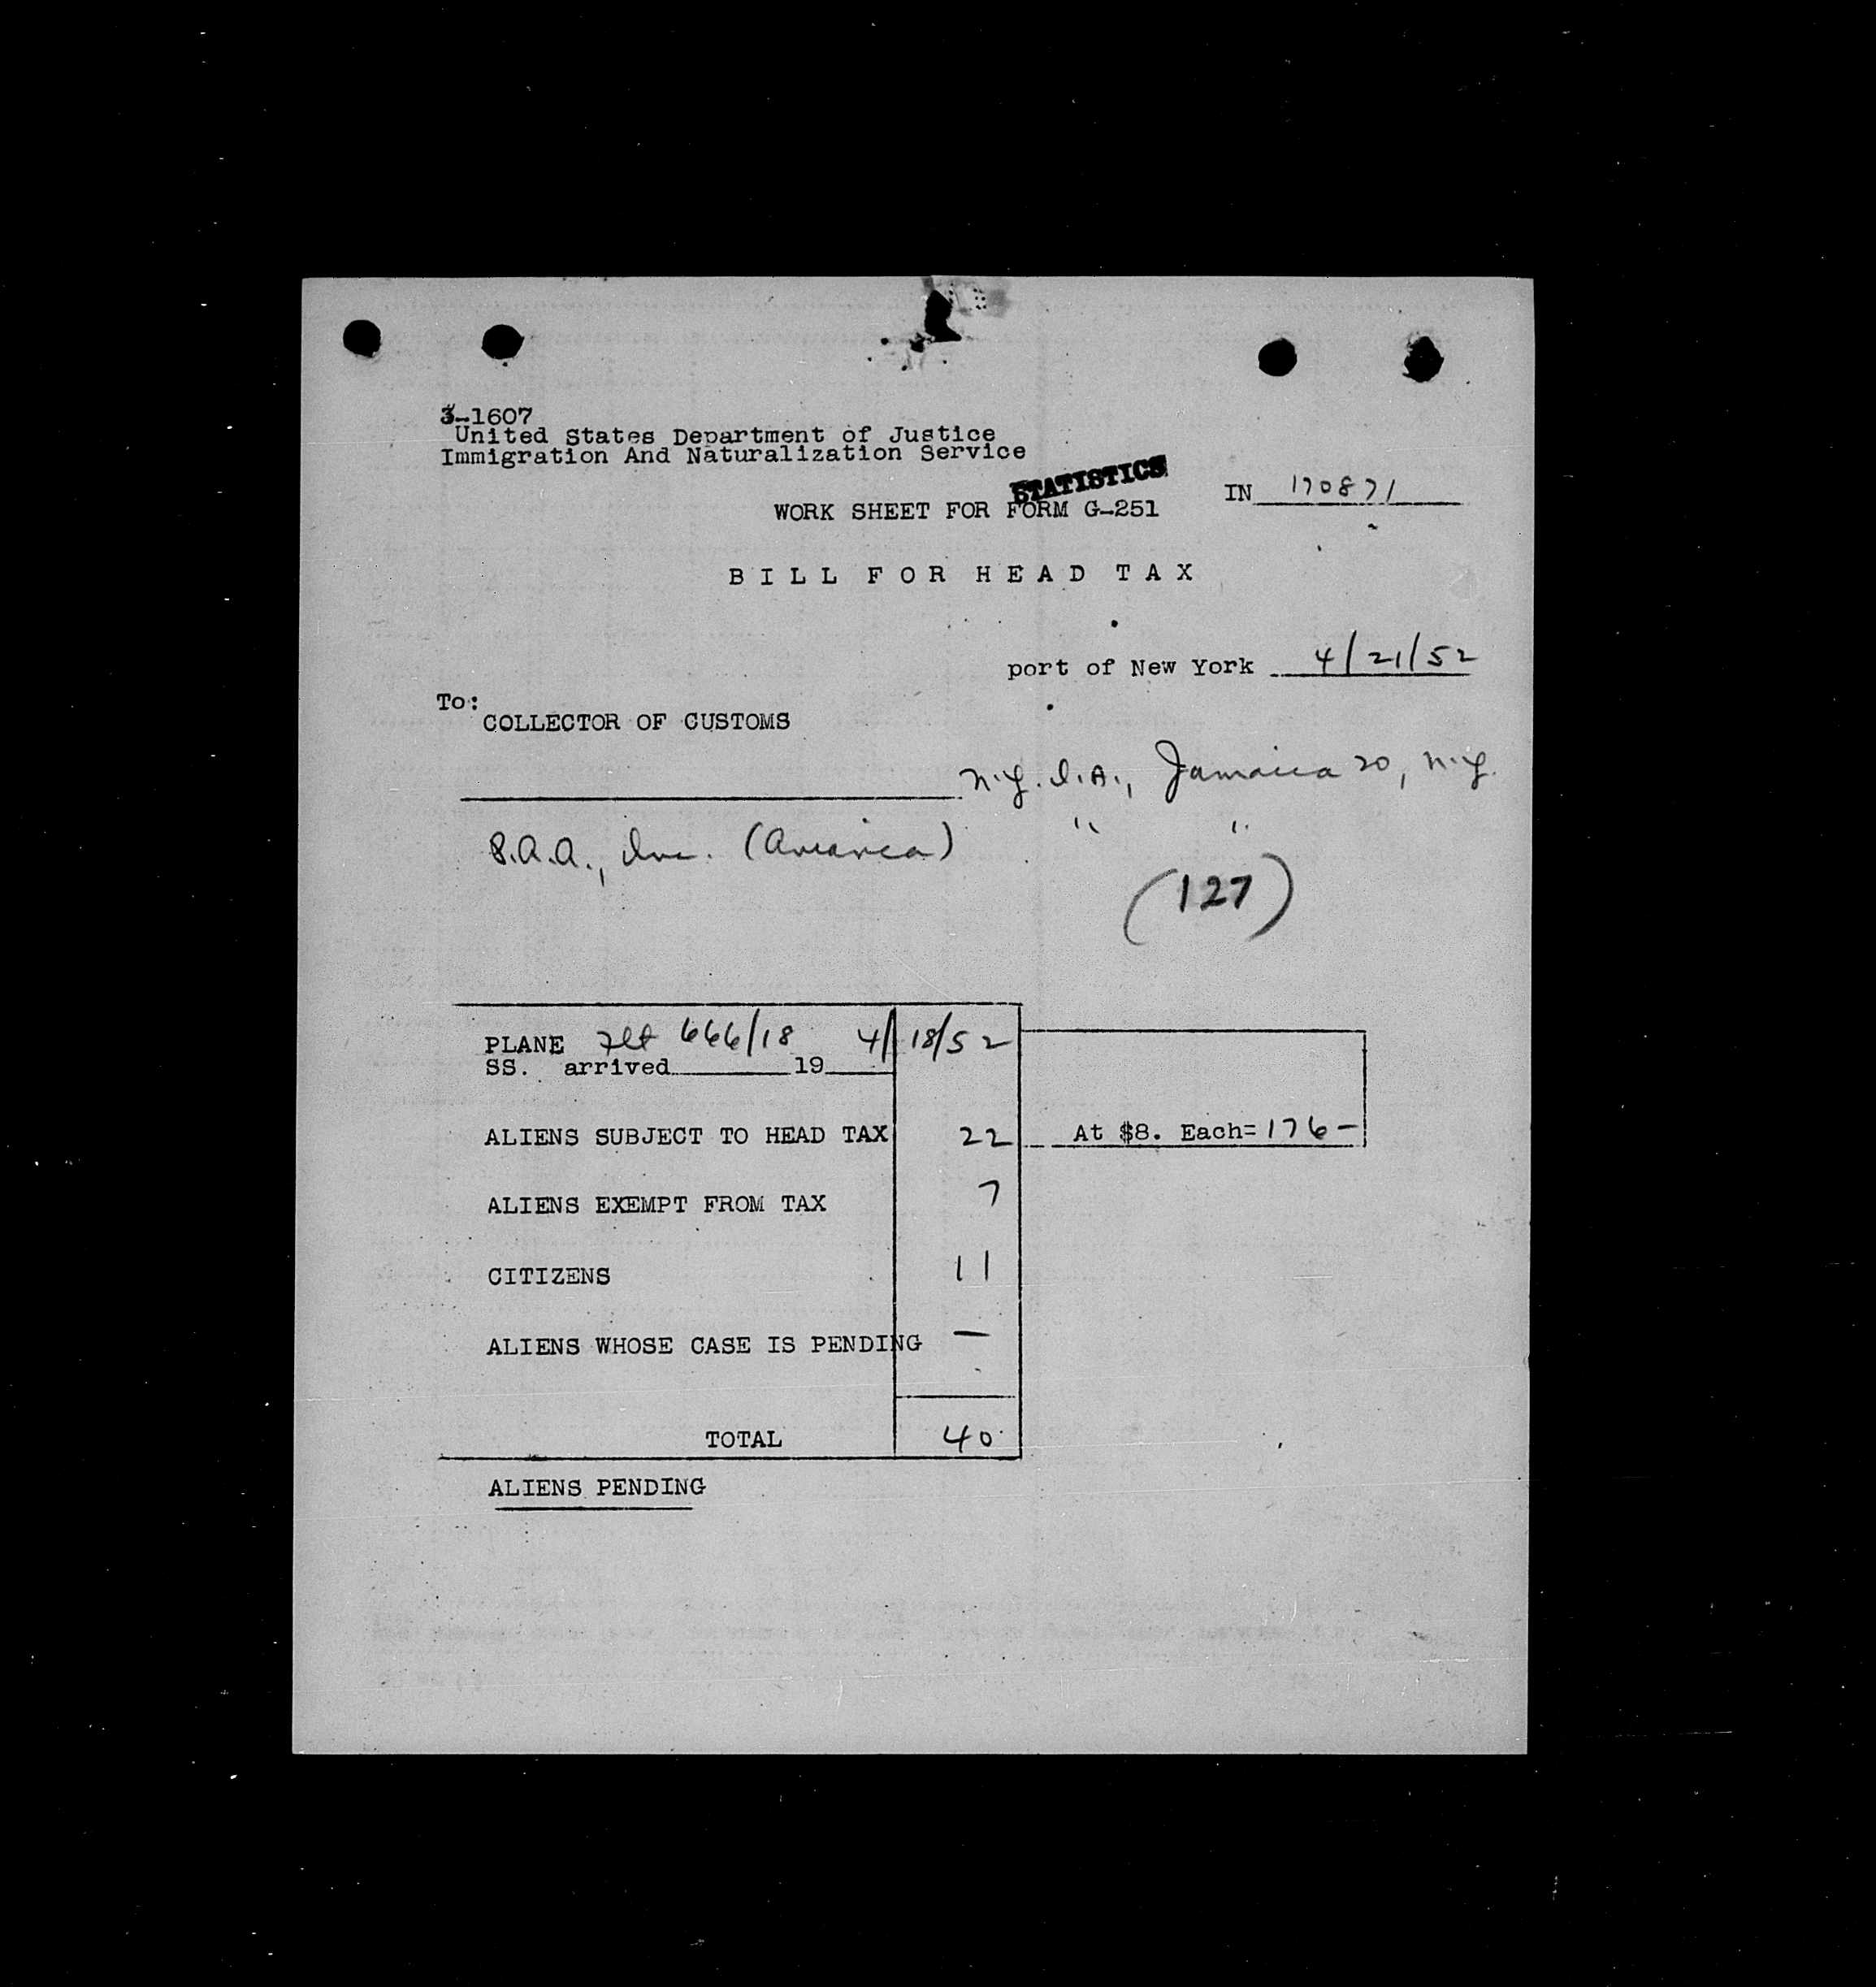 3-1607
United States Department of Justice
Immigration And Naturalization Service
STATISTICS
WORK SHEET FOR FORM G-251 IN 170871
BILL FOR HEAD TAX
port of New York 4/21/52
To:
COLLECTOR OF CUSTOMS
N.Y.I.A., Jamaica 20, N.Y.
S.A.A., Inc. (America) " "
(127)
PLANE Flt 666/18 4/18/52
SS. arrived 19
ALIENS SUBJECT TO HEAD TAX 22 At $8. Each= 176-
ALIENS EXEMPT FROM TAX 7
CITIZENS 11
ALIENS WHOSE CASE IS PENDING —
TOTAL 40
ALIENS PENDING